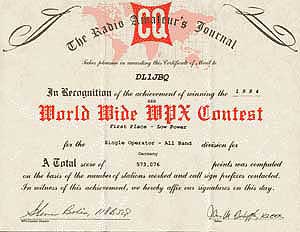 The Radio Amateur's Journal
CQ
Takes pleasure in awarding this Certificate of Merit to
DL1JBQ
In Recognition of the achievement of winning the 1994
SSB
World Wide WPX Contest
First Place - Low Power
for the Single Operator - All Band division for
Germany
A Total score of 573,076 points was computed
on the basis of the number of stations worked and call sign prefixes contacted.
In witness of this achievement, we hereby affix our signatures on this day.